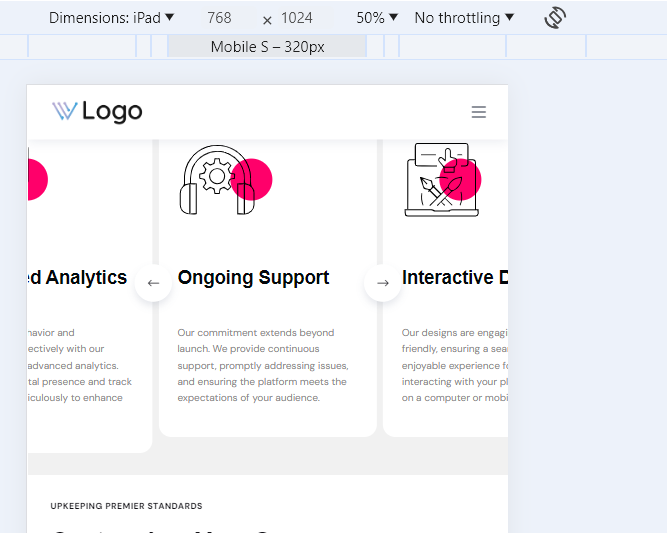 Dimensions: iPad ▼ 768 × 1024 50% ▼ No throttling ▼
Mobile S – 320px
Logo
ed Analytics
Ongoing Support
Interactive D
navior and
ectively with our
advanced analytics.
tal presence and track
iculously to enhance
Our commitment extends beyond
launch. We provide continuous
support, promptly addressing issues,
and ensuring the platform meets the
expectations of your audience.
Our designs are engagi
friendly, ensuring a sea
enjoyable experience fo
interacting with your pl
on a computer or mobi
UPKEEPING PREMIER STANDARDS